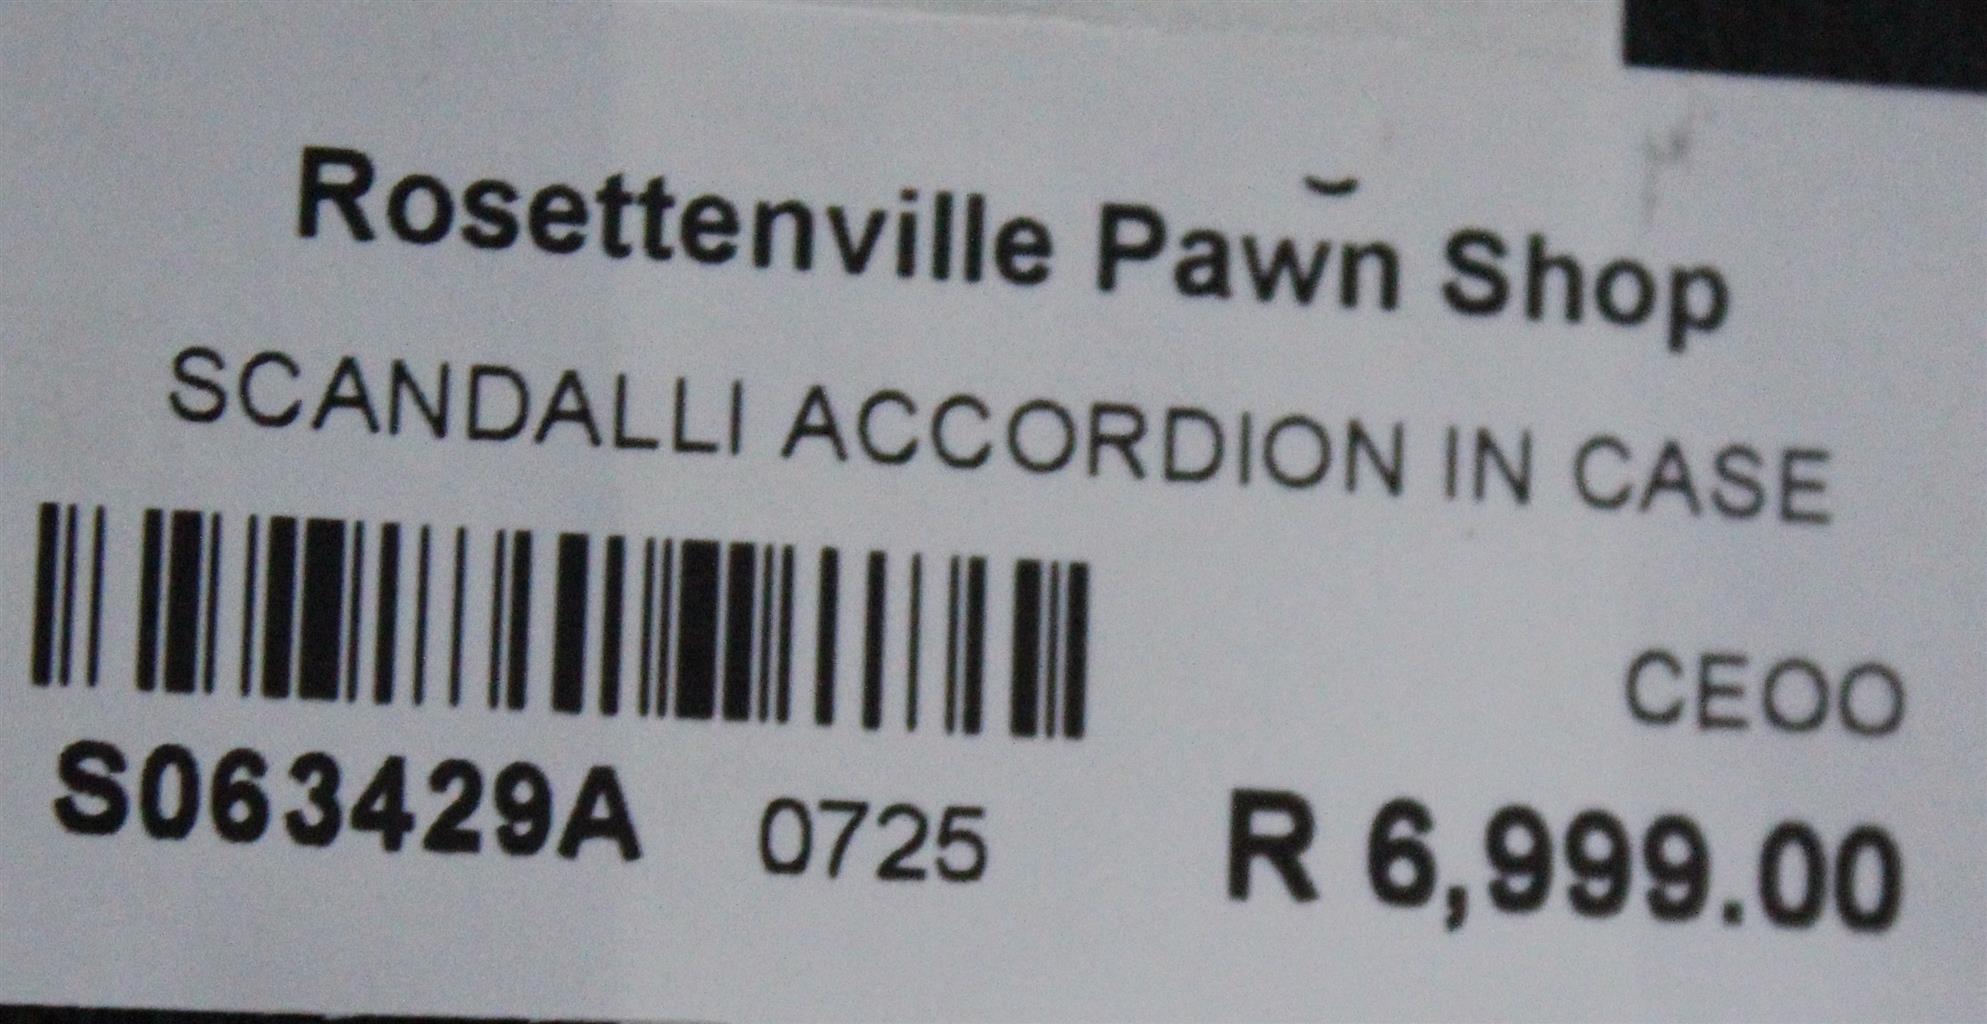 Rosettenville Pawn Shop
SCANDALLI ACCORDION IN CASE
CEOO
S063429A 0725 R 6,999.00